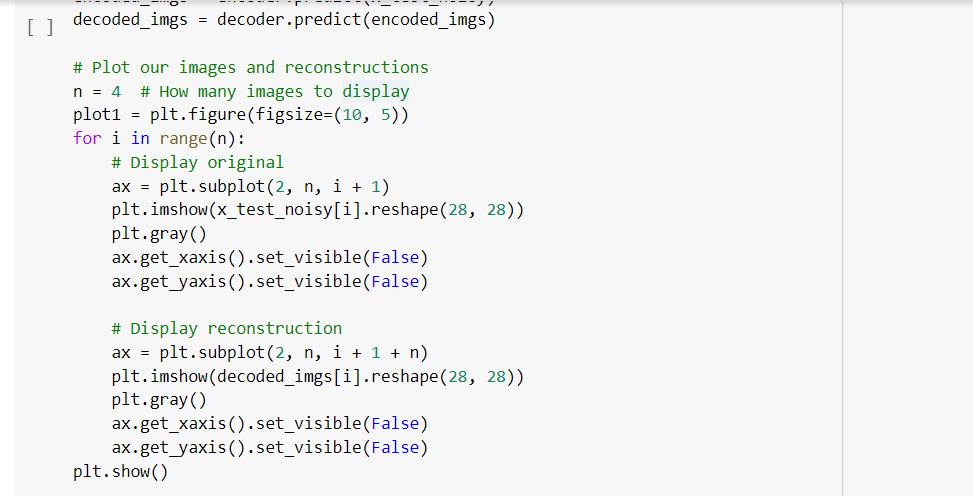 decoded_imgs = decoder.predict(encoded_imgs)
[ ]
# Plot our images and reconstructions
n = 4  # How many images to display
plot1 = plt.figure(figsize=(10, 5))
for i in range(n):
    # Display original
    ax = plt.subplot(2, n, i + 1)
    plt.imshow(x_test_noisy[i].reshape(28, 28))
    plt.gray()
    ax.get_xaxis().set_visible(False)
    ax.get_yaxis().set_visible(False)

    # Display reconstruction
    ax = plt.subplot(2, n, i + 1 + n)
    plt.imshow(decoded_imgs[i].reshape(28, 28))
    plt.gray()
    ax.get_xaxis().set_visible(False)
    ax.get_yaxis().set_visible(False)
plt.show()